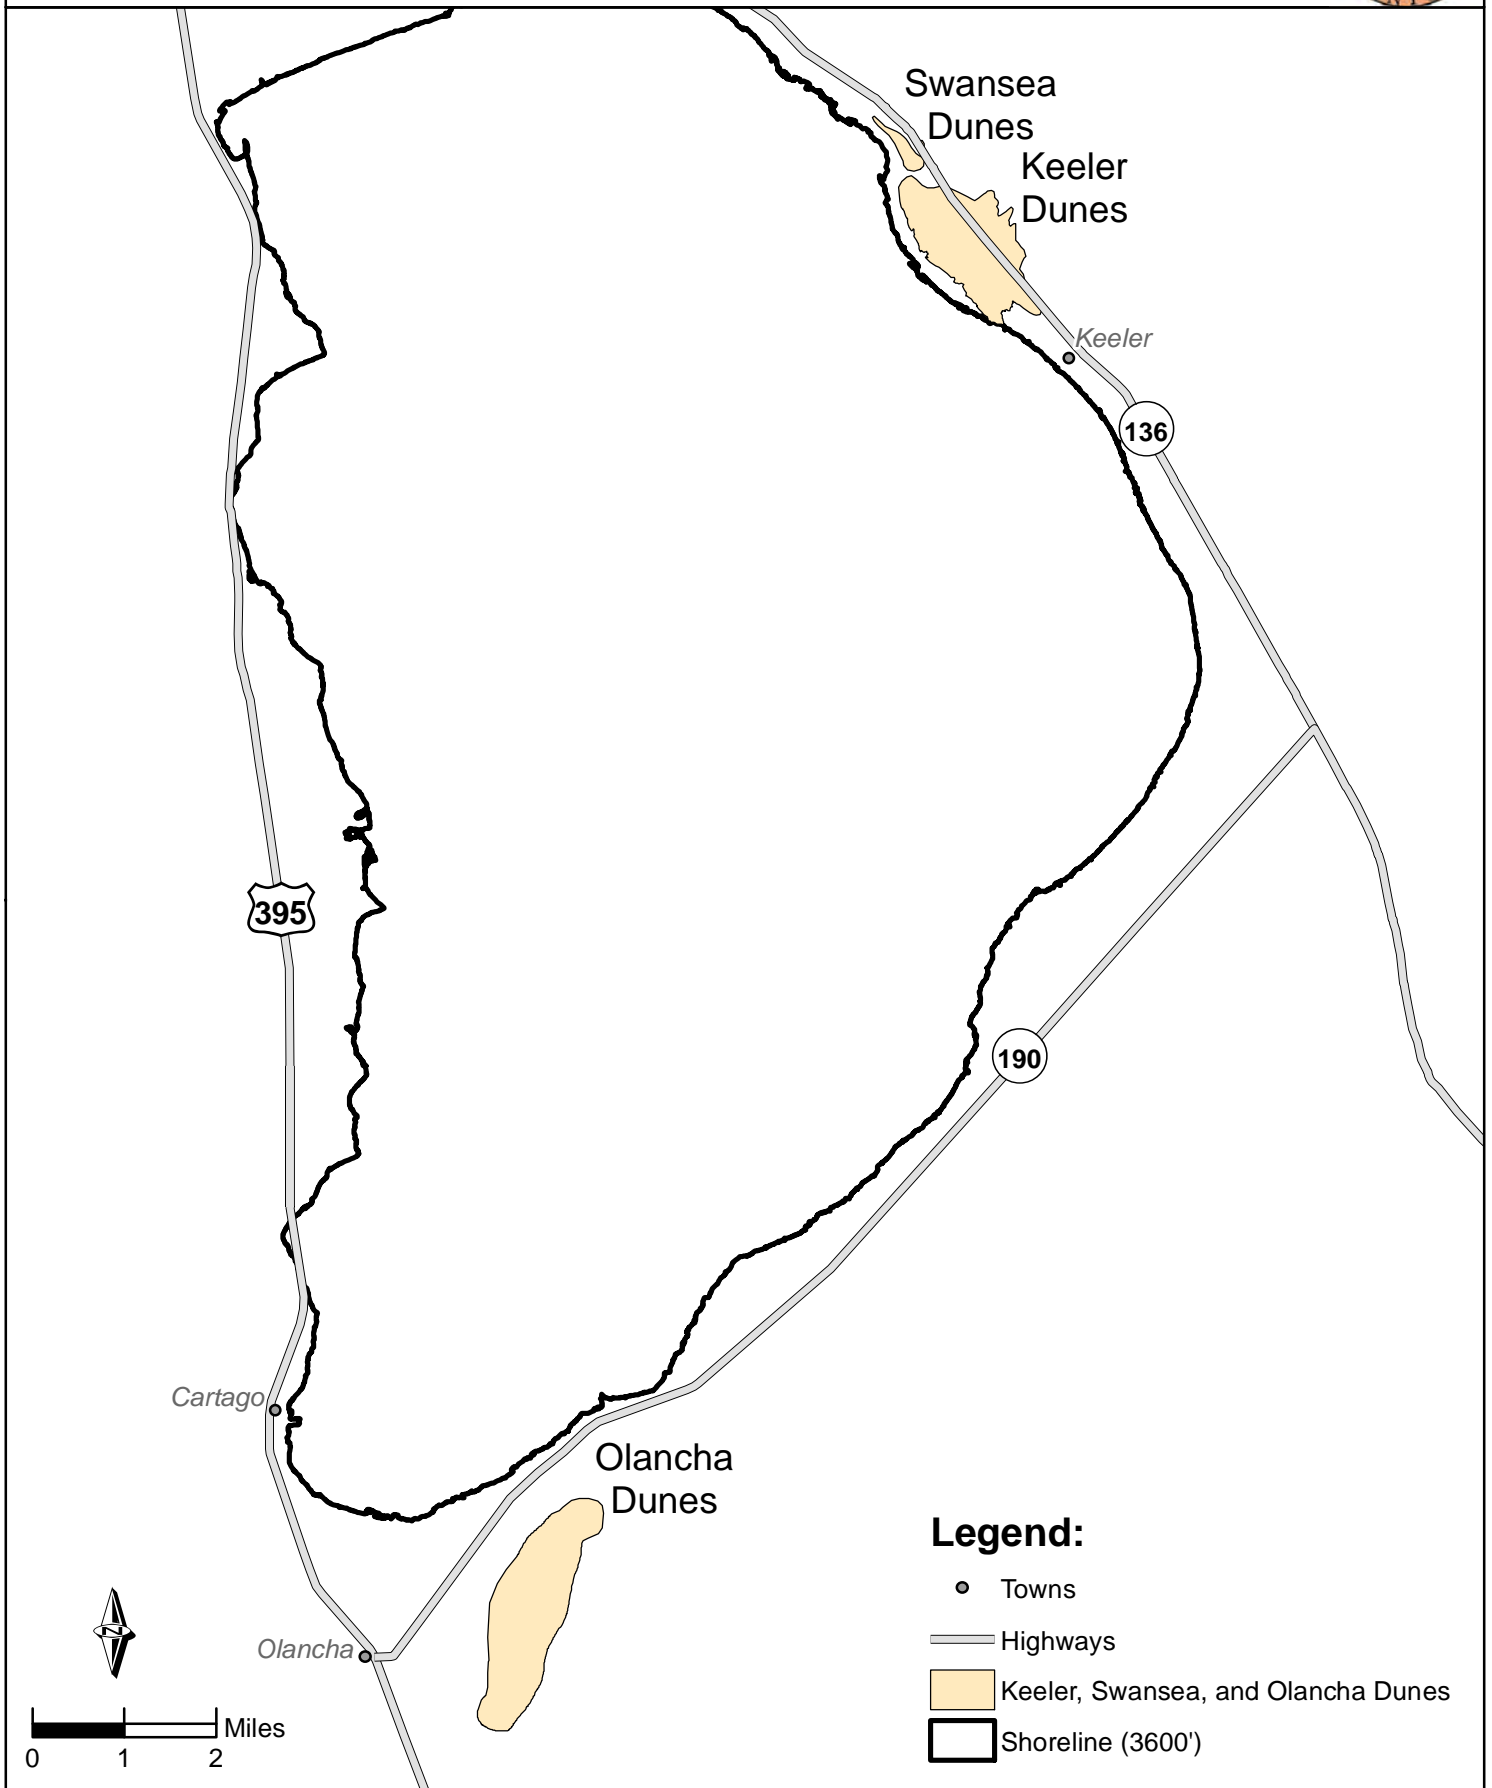 Swansea
Dunes
Keeler
Dunes
Keeler
136
395
190
Cartago
Olancha
Dunes
Legend:
Towns
Olancha
Highways
Keeler, Swansea, and Olancha Dunes
Shoreline (3600')
N
Miles
0 1 2